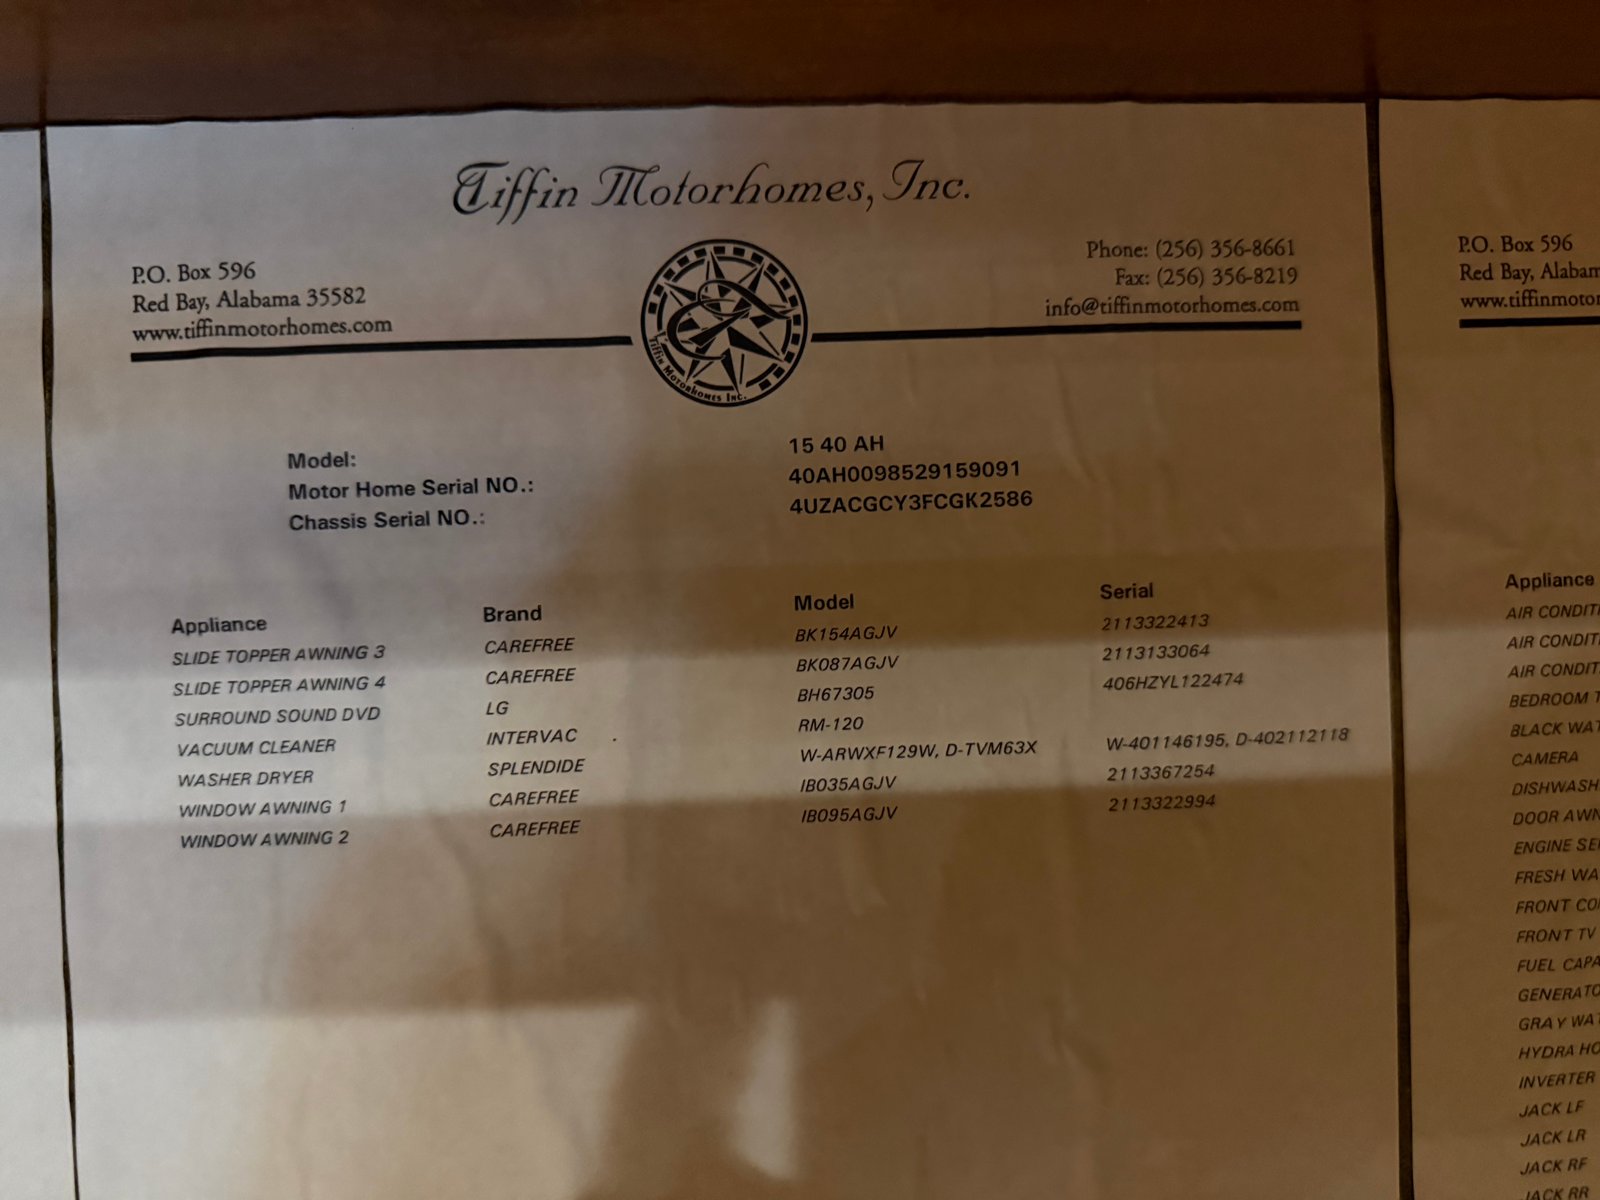 Tiffin Motorhomes, Inc.
P.O. Box 596
Red Bay, Alabama 35582
www.tiffinmotorhomes.com
Phone: (256) 356-8661
Fax: (256) 356-8219
info@tiffinmotorhomes.com
Tiffin Motorhomes Inc.
Model: 15 40 AH
Motor Home Serial NO.: 40AH0098529159091
Chassis Serial NO.: 4UZACGCY3FCGK2586
Appliance Brand Model Serial
SLIDE TOPPER AWNING 3 CAREFREE BK154AGJV 2113322413
SLIDE TOPPER AWNING 4 CAREFREE BK087AGJV 2113133064
SURROUND SOUND DVD LG BH67305 406HZYL122474
VACUUM CLEANER INTERVAC . RM-120
WASHER DRYER SPLENDIDE W-ARWXF129W, D-TVM63X W-401146195, D-402112118
WINDOW AWNING 1 CAREFREE IB035AGJV 2113367254
WINDOW AWNING 2 CAREFREE IB095AGJV 2113322994
P.O. Box 596
Red Bay, Alabam
www.tiffinmotor
Appliance
AIR CONDITI
AIR CONDIT
AIR CONDIT
BEDROOM T
BLACK WAT
CAMERA
DISHWASH
DOOR AWN
ENGINE SE
FRESH WA
FRONT CO
FRONT TV
FUEL CAPA
GENERATO
GRAY WAT
HYDRA HO
INVERTER
JACK LF
JACK LR
JACK RF
JACK RR